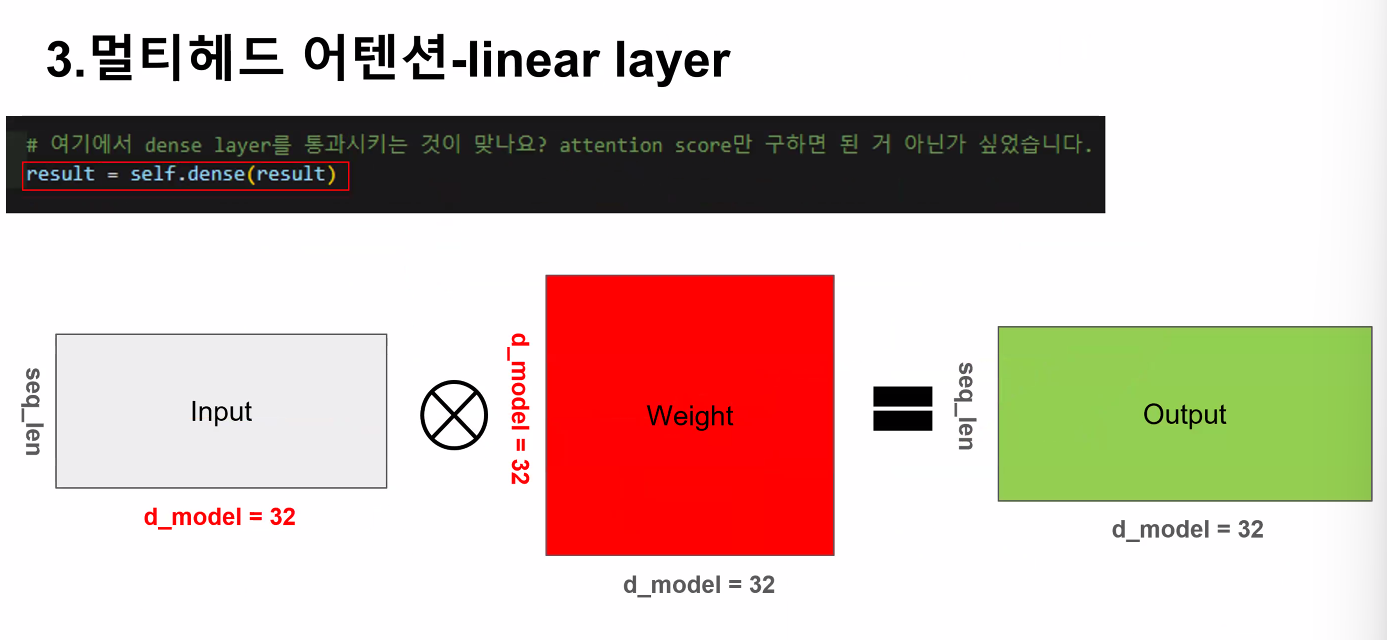 3.멀티헤드 어텐션-linear layer
# 여기에서 dense layer를 통과시키는 것이 맞나요? attention score만 구하면 된 거 아닌가 싶었습니다.
result = self.dense(result)
seq_len
Input
d_model = 32
d_model = 32
Weight
d_model = 32
seq_len
Output
d_model = 32